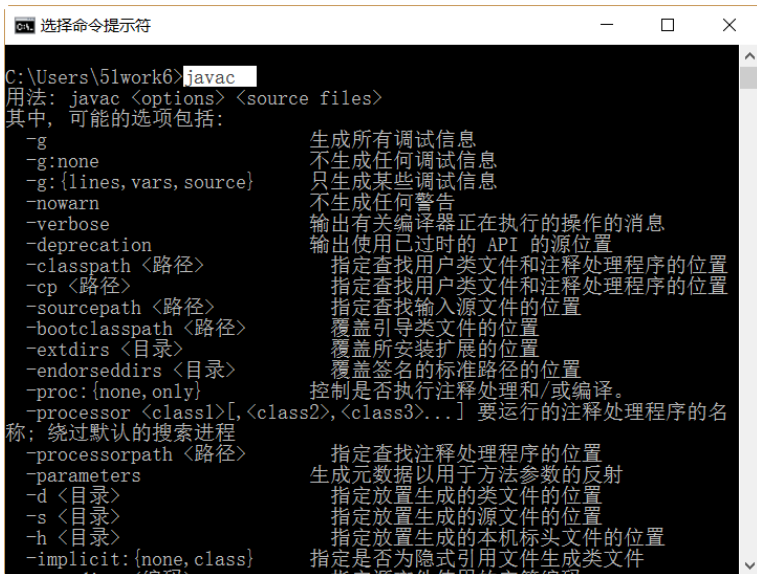 选择命令提示符
C:\Users\51work6>javac
用法: javac <options> <source files>
其中, 可能的选项包括:
-g 生成所有调试信息
-g:none 不生成任何调试信息
-g:{lines,vars,source} 只生成某些调试信息
-nowarn 不生成任何警告
-verbose 输出有关编译器正在执行的操作的消息
-deprecation 输出使用已过时的 API 的源位置
-classpath <路径> 指定查找用户类文件和注释处理程序的位置
-cp <路径> 指定查找用户类文件和注释处理程序的位置
-sourcepath <路径> 指定查找输入源文件的位置
-bootclasspath <路径> 覆盖引导类文件的位置
-extdirs <目录> 覆盖所安装扩展的位置
-endorseddirs <目录> 覆盖签名的标准路径的位置
-proc:{none,only} 控制是否执行注释处理和/或编译。
-processor <class1>[,<class2>,<class3>...] 要运行的注释处理程序的名
称; 绕过默认的搜索进程
-processorpath <路径> 指定查找注释处理程序的位置
-parameters 生成元数据以用于方法参数的反射
-d <目录> 指定放置生成的类文件的位置
-s <目录> 指定放置生成的源文件的位置
-h <目录> 指定放置生成的本机标头文件的位置
-implicit:{none,class} 指定是否为隐式引用文件生成类文件